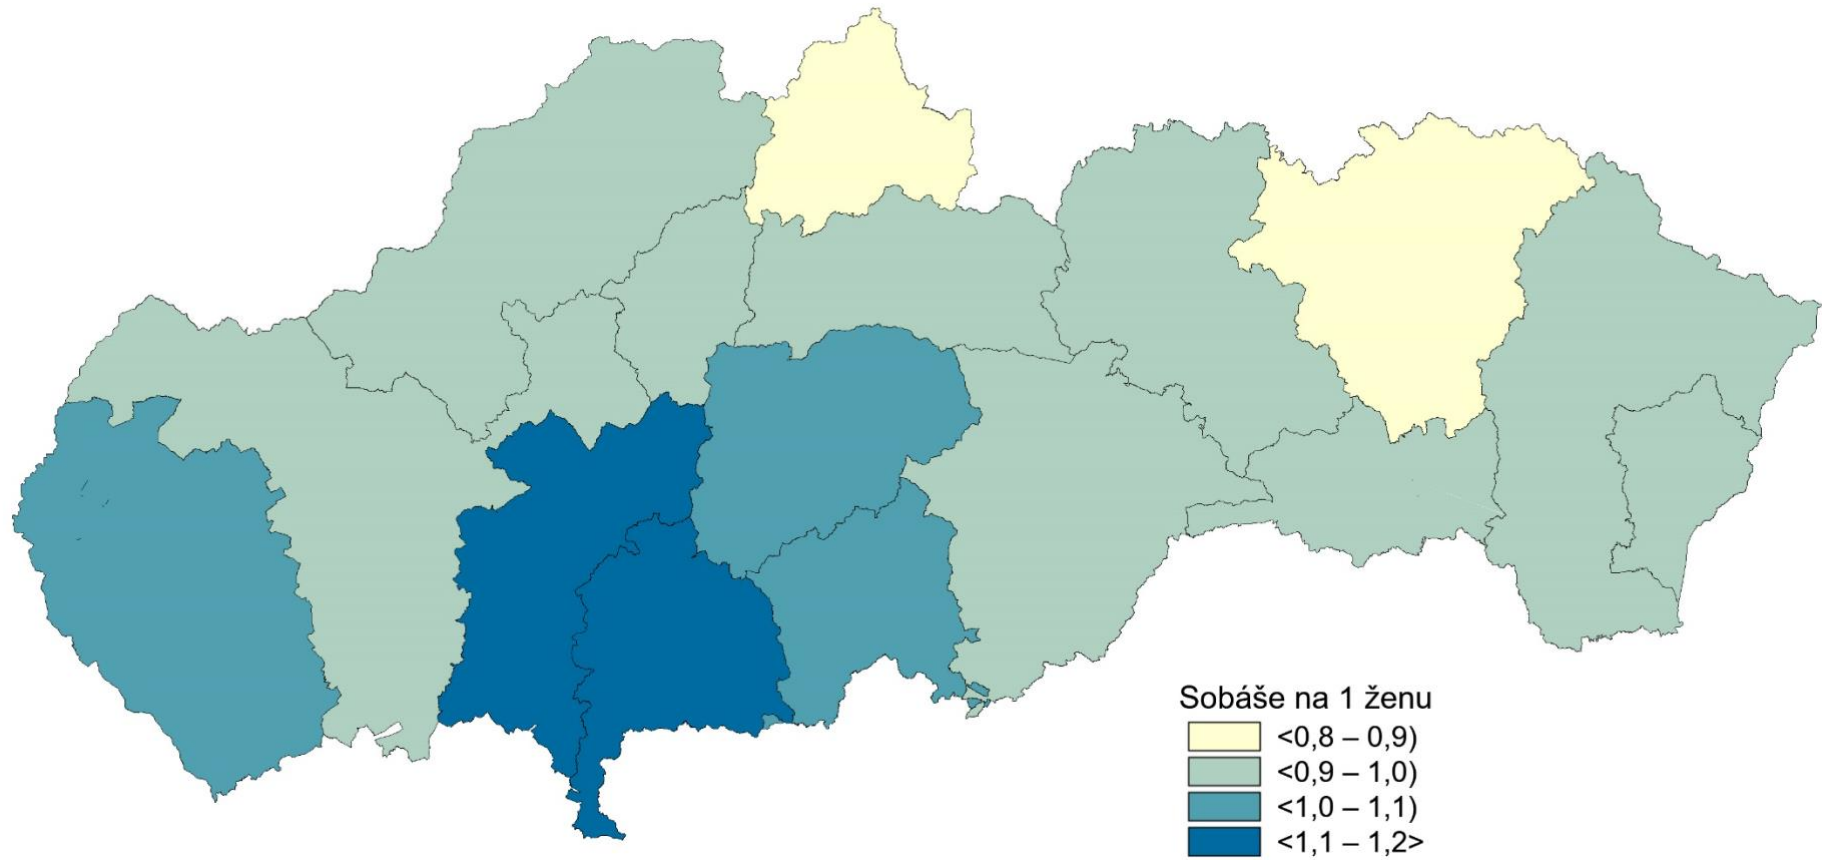 Sobáše na 1 ženu
<0,8 – 0,9)
<0,9 – 1,0)
<1,0 – 1,1)
<1,1 – 1,2>